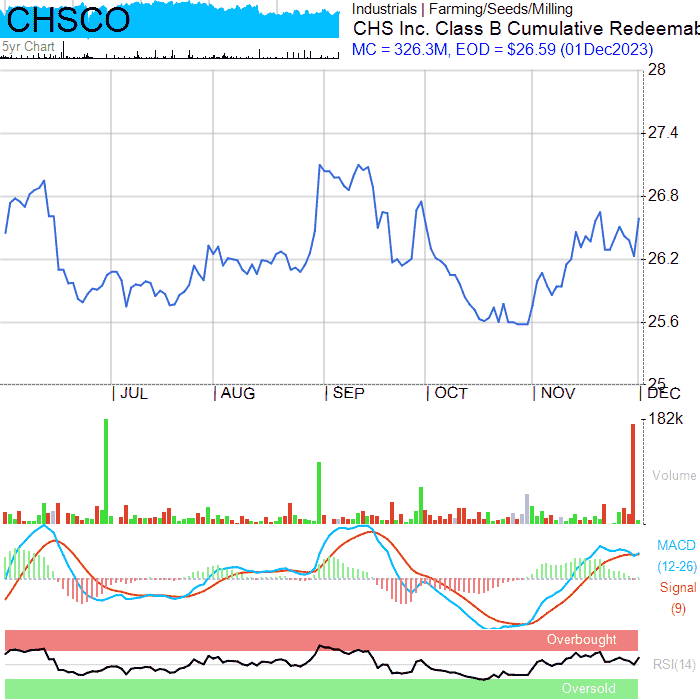 CHSCO
Industrials | Farming/Seeds/Milling
CHS Inc. Class B Cumulative Redeemab
5yr Chart
MC = 326.3M, EOD = $26.59 (01Dec2023)
28
27.4
26.8
26.2
25.6
25
JUL AUG SEP OCT NOV DEC
182k
Volume
MACD
(12-26)
Signal
(9)
Overbought
RSI(14)
Oversold